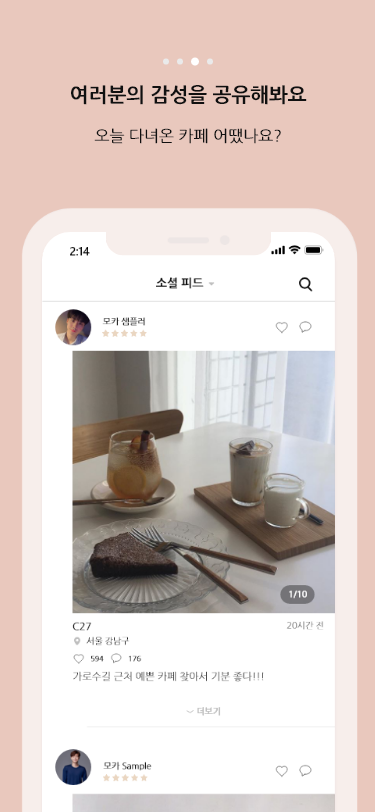 여러분의 감성을 공유해봐요
오늘 다녀온 카페 어땠나요?
2:14
소셜 피드
모카 샘플러
1/10
C27
20시간 전
서울 강남구
594 176
가로수길 근처 예쁜 카페 찾아서 기분 좋다!!!
더보기
모카 Sample